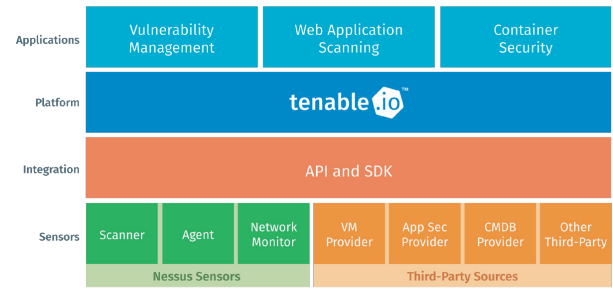 Applications
Vulnerability
Management
Web Application
Scanning
Container
Security
Platform
tenable.io™
Integration
API and SDK
Sensors
Scanner
Agent
Network
Monitor
VM
Provider
App Sec
Provider
CMDB
Provider
Other
Third-Party
Nessus Sensors
Third-Party Sources